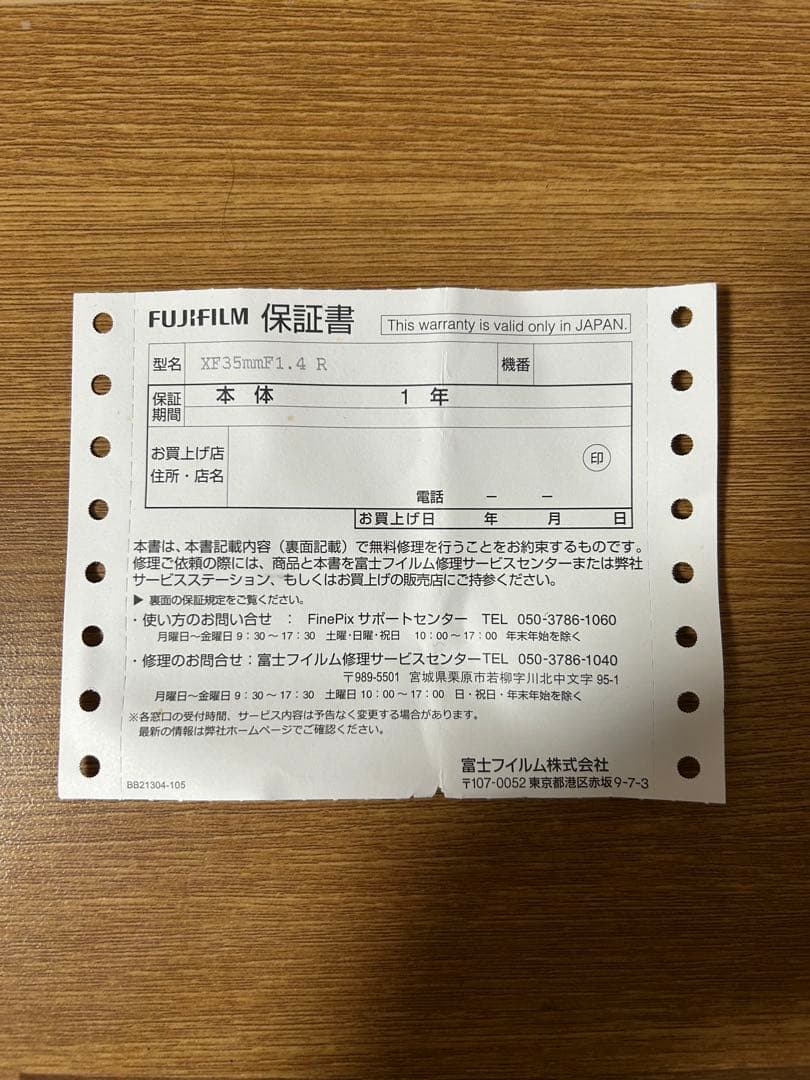 FUJIFILM 保証書 This warranty is valid only in JAPAN.
型名 XF35mmF1.4 R 機番
保証期間 本体 1 年
お買上げ店
住所・店名 印
電話 － －
お買上げ日 年 月 日
本書は、本書記載内容（裏面記載）で無料修理を行うことをお約束するものです。
修理ご依頼の際には、商品と本書を富士フイルム修理サービスセンターまたは弊社
サービスステーション、もしくはお買上げの販売店にご持参ください。
▶ 裏面の保証規定をご覧ください。
・使い方のお問い合せ ： FinePix サポートセンター TEL 050-3786-1060
月曜日〜金曜日 9：30 〜 17：30 土曜・日曜・祝日 10：00 〜 17：00 年末年始を除く
・修理のお問合せ：富士フイルム修理サービスセンター TEL 050-3786-1040
〒989-5501 宮城県栗原市若柳字川北中文字 95-1
月曜日〜金曜日 9：30 〜 17：30 土曜日 10：00 〜 17：00 日・祝日・年末年始を除く
※各窓口の受付時間、サービス内容は予告なく変更する場合があります。
最新の情報は弊社ホームページでご確認ください。
富士フイルム株式会社
BB21304-105 〒107-0052 東京都港区赤坂 9-7-3